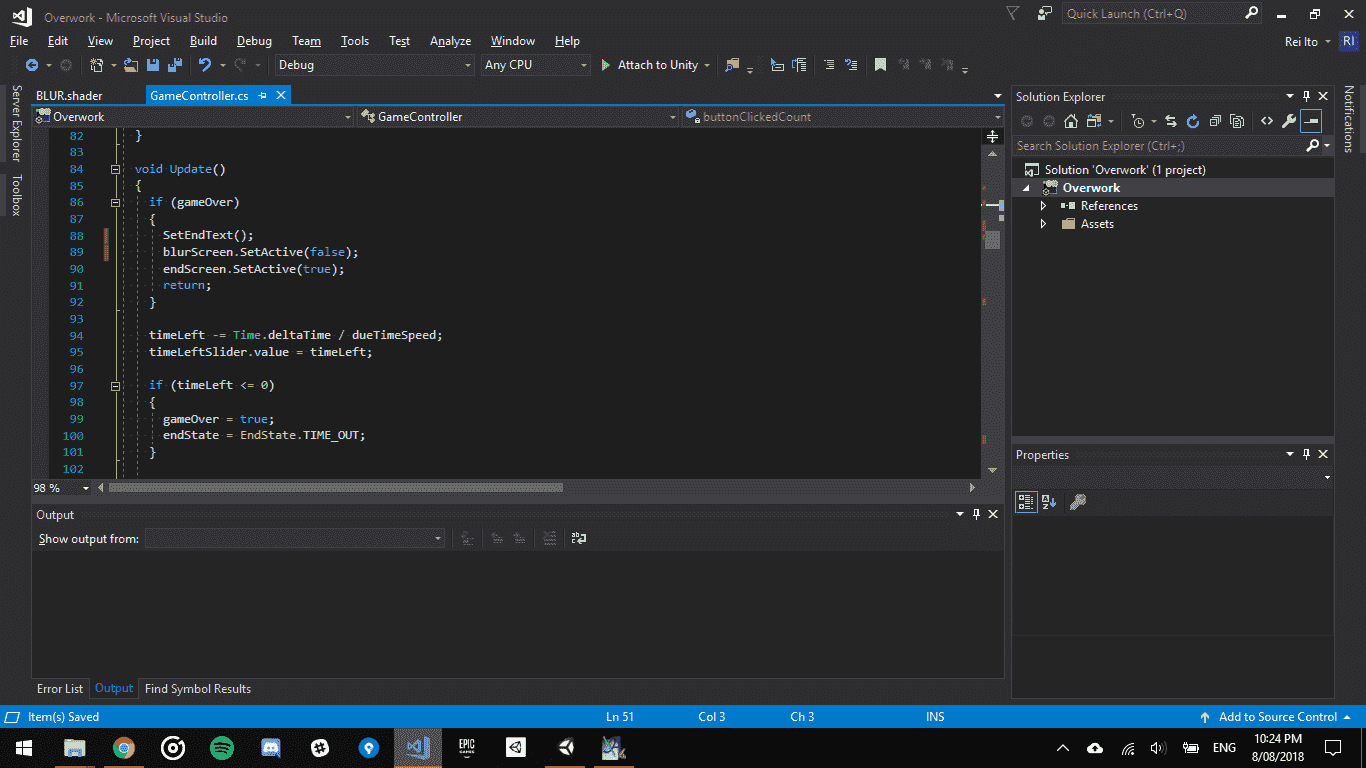 Overwork - Microsoft Visual Studio
Quick Launch (Ctrl+Q)
File Edit View Project Build Debug Team Tools Test Analyze Window Help
Rei Ito RI
Debug Any CPU Attach to Unity
Server Explorer
Toolbox
BLUR.shader GameController.cs
Overwork GameController buttonClickedCount
82 }
83
84 void Update()
85 {
86 if (gameOver)
87 {
88 SetEndText();
89 blurScreen.SetActive(false);
90 endScreen.SetActive(true);
91 return;
92 }
93
94 timeLeft -= Time.deltaTime / dueTimeSpeed;
95 timeLeftSlider.value = timeLeft;
96
97 if (timeLeft <= 0)
98 {
99 gameOver = true;
100 endState = EndState.TIME_OUT;
101 }
102
98 %
Output
Show output from:
Error List Output Find Symbol Results
Solution Explorer
Search Solution Explorer (Ctrl+;)
Solution 'Overwork' (1 project)
Overwork
References
Assets
Properties
Notifications
Item(s) Saved Ln 51 Col 3 Ch 3 INS Add to Source Control
EPIC
GAMES
ENG
10:24 PM
8/08/2018